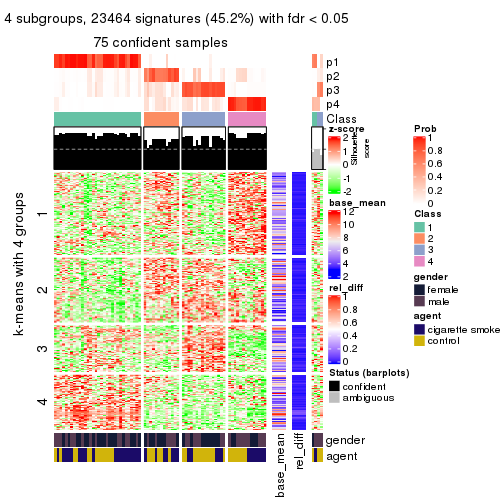 4 subgroups, 23464 signatures (45.2%) with fdr < 0.05
75 confident samples
p1
p2
p3
p4
Class
Silhouette score
k-means with 4 groups
1
2
3
4
base_mean
rel_diff
gender
agent
z-score
2
1
0
-1
-2
base_mean
12
10
8
6
4
2
rel_diff
1
0.8
0.6
0.4
0.2
0
Status (barplots)
confident
ambiguous
Prob
1
0.8
0.6
0.4
0.2
0
Class
1
2
3
4
gender
female
male
agent
cigarette smoke
control